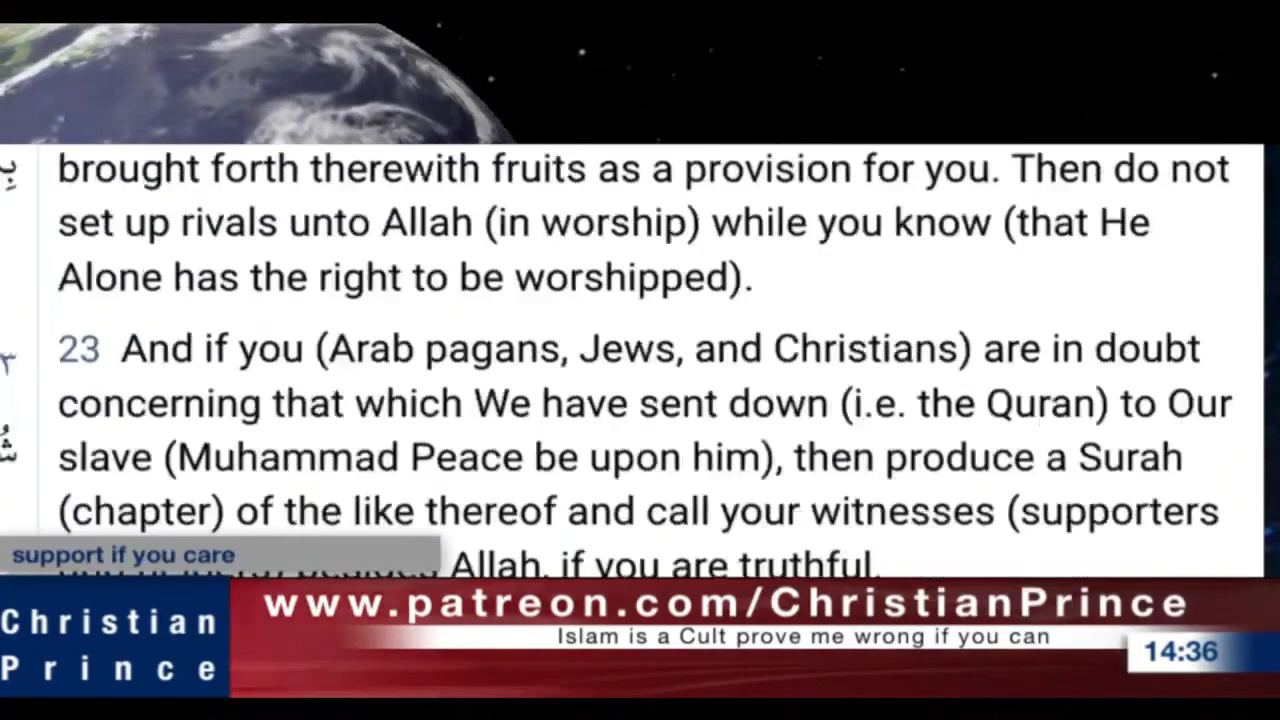 brought forth therewith fruits as a provision for you. Then do not
set up rivals unto Allah (in worship) while you know (that He
Alone has the right to be worshipped).
23 And if you (Arab pagans, Jews, and Christians) are in doubt
concerning that which We have sent down (i.e. the Quran) to Our
slave (Muhammad Peace be upon him), then produce a Surah
(chapter) of the like thereof and call your witnesses (supporters
Allah, if you are truthful.
support if you care
Christian
Prince
www.patreon.com/ChristianPrince
Islam is a Cult prove me wrong if you can
14:36